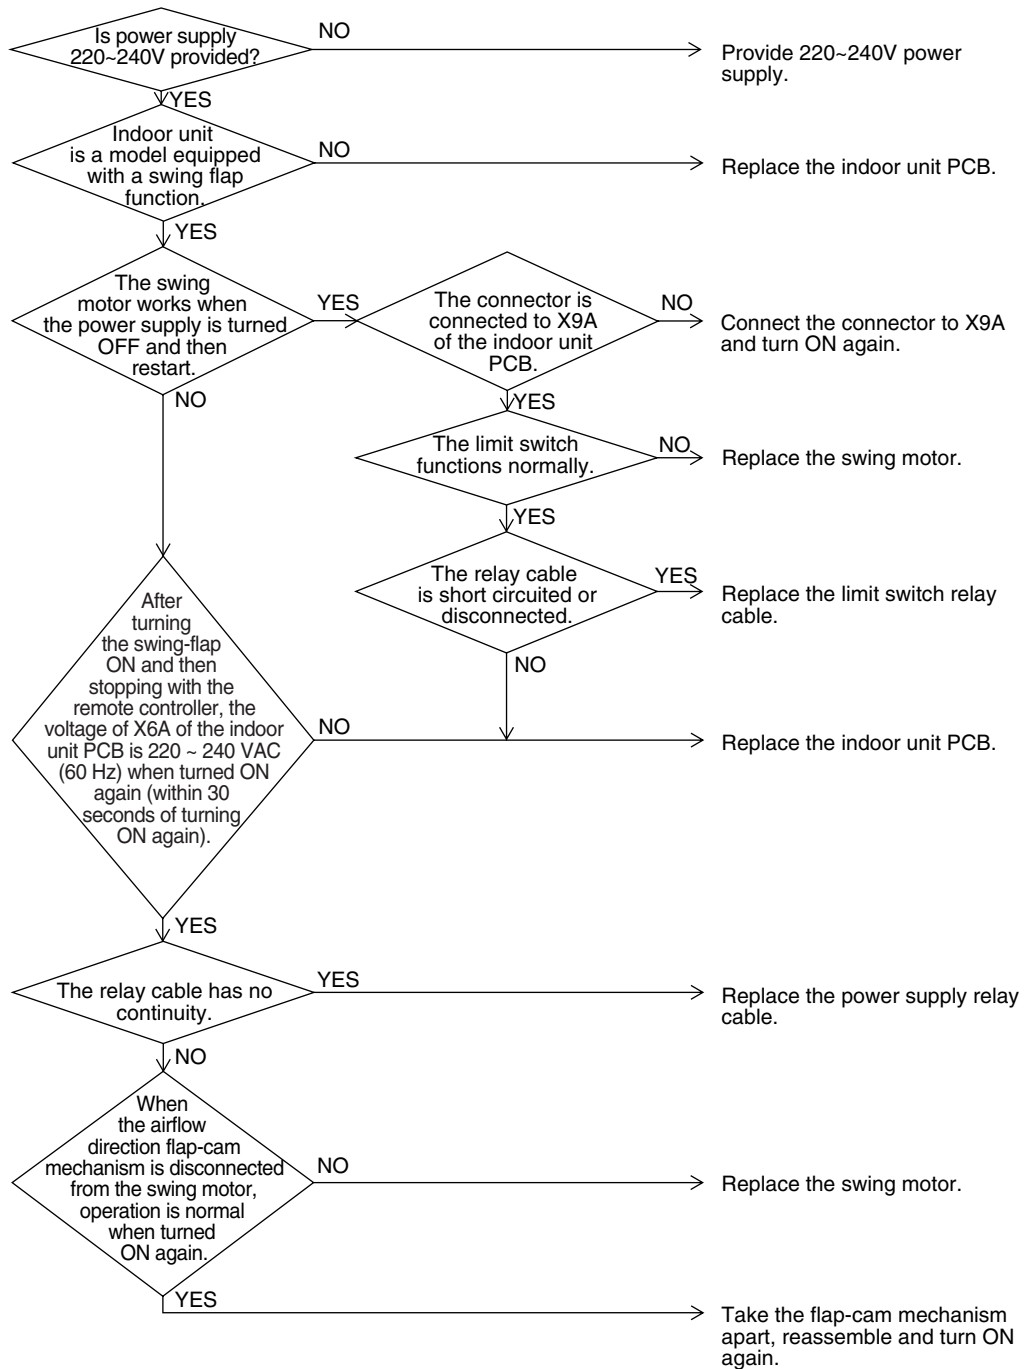 Is power supply
220~240V provided?
NO
Provide 220~240V power
supply.
YES
Indoor unit
is a model equipped
with a swing flap
function.
NO
Replace the indoor unit PCB.
YES
The swing
motor works when
the power supply is turned
OFF and then
restart.
YES
The connector is
connected to X9A
of the indoor unit
PCB.
NO
Connect the connector to X9A
and turn ON again.
NO
YES
The limit switch
functions normally.
NO
Replace the swing motor.
YES
The relay cable
is short circuited or
disconnected.
YES
Replace the limit switch relay
cable.
NO
After
turning
the swing-flap
ON and then
stopping with the
remote controller, the
voltage of X6A of the indoor
unit PCB is 220 ~ 240 VAC
(60 Hz) when turned ON
again (within 30
seconds of turning
ON again).
NO
Replace the indoor unit PCB.
YES
The relay cable has no
continuity.
YES
Replace the power supply relay
cable.
NO
When
the airflow
direction flap-cam
mechanism is disconnected
from the swing motor,
operation is normal
when turned
ON again.
NO
Replace the swing motor.
YES
Take the flap-cam mechanism
apart, reassemble and turn ON
again.